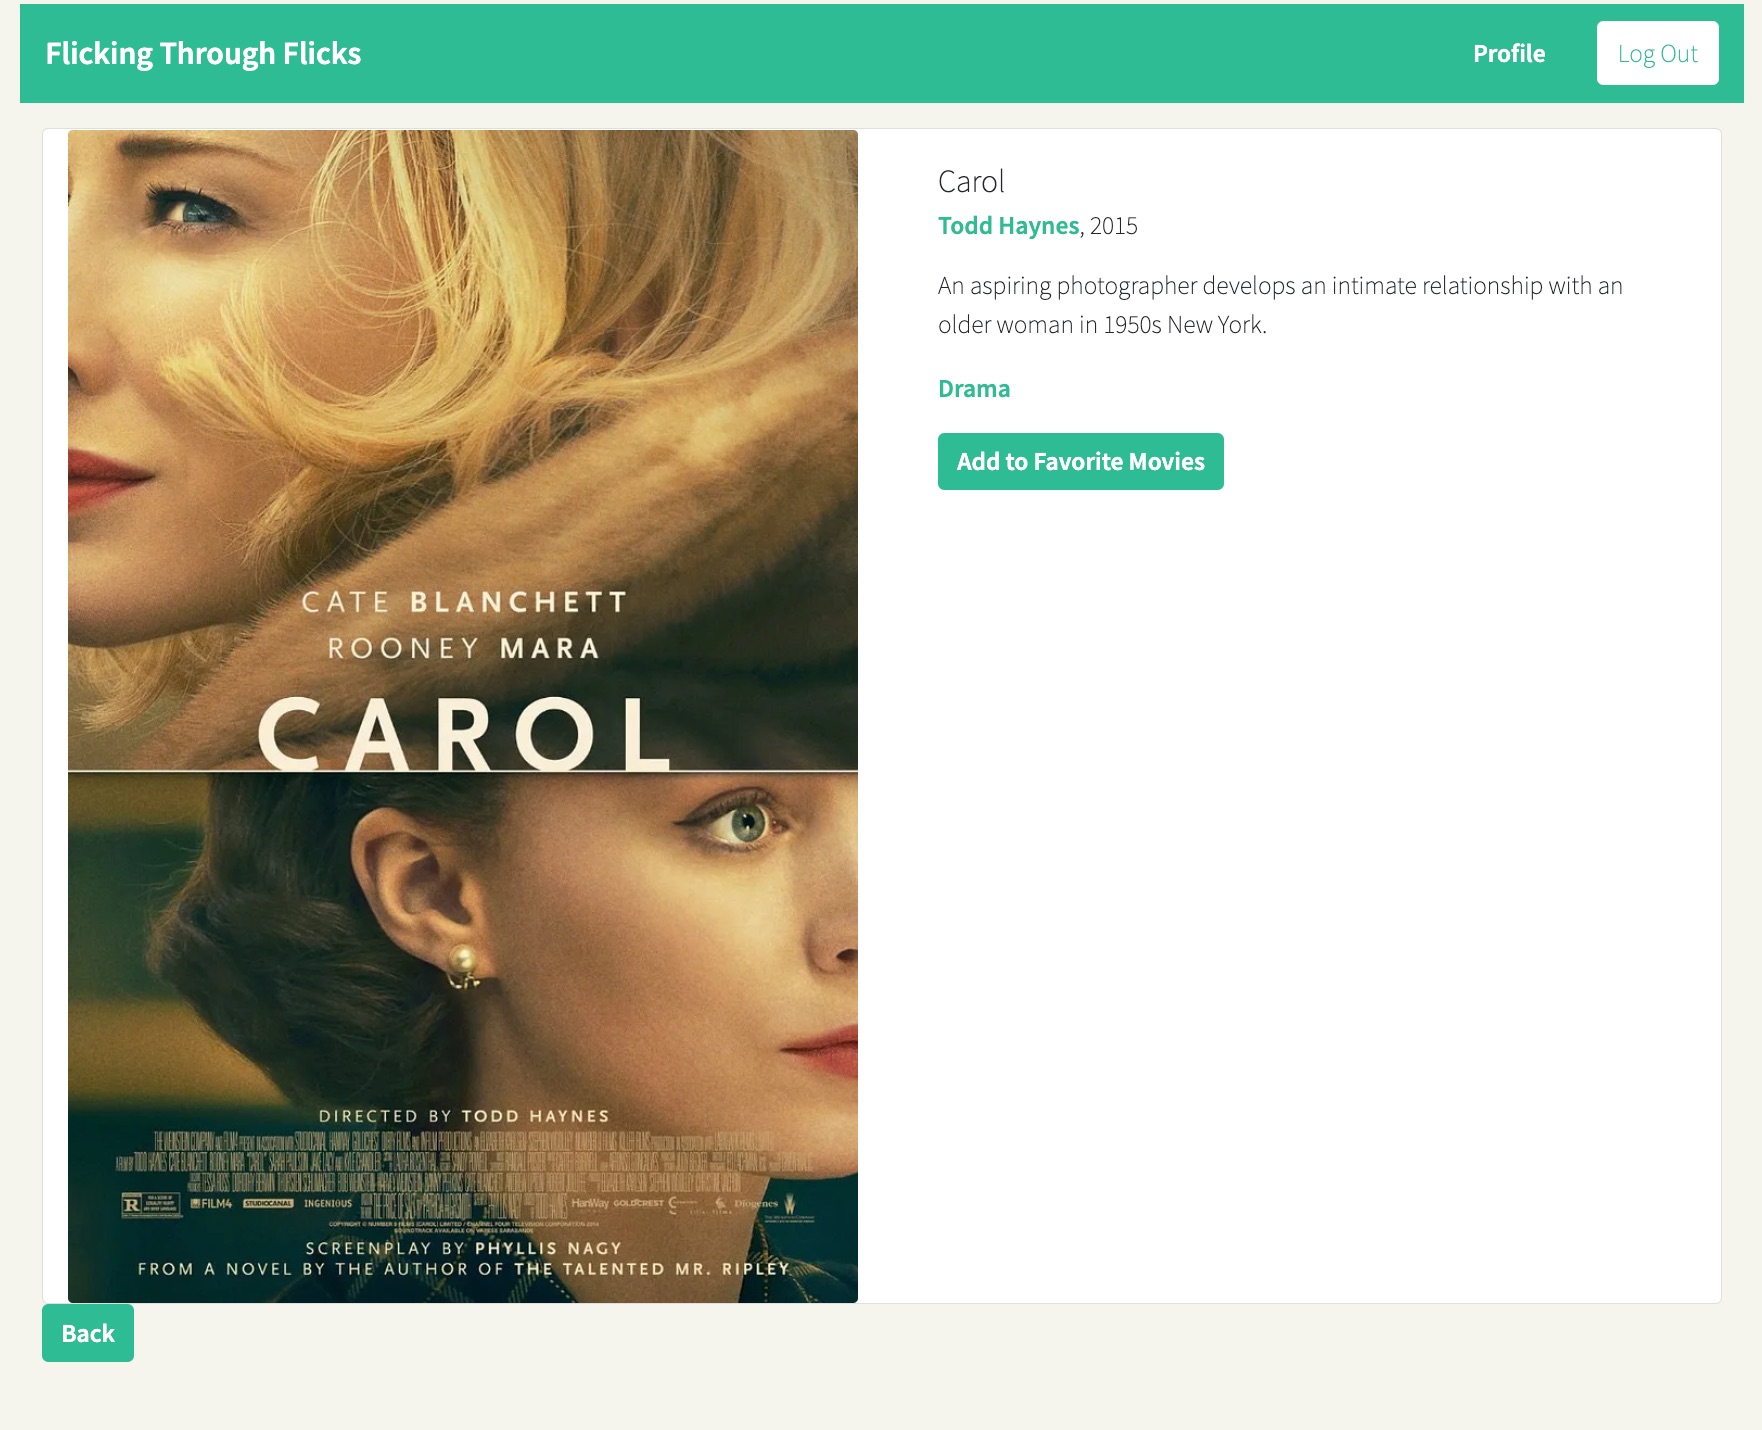 Flicking Through Flicks
Profile
Log Out
CATE BLANCHETT
ROONEY MARA
CAROL
DIRECTED BY TODD HAYNES
R
FILM4
STUDIOCANAL
INGENIOUS
HanWay
GOLDCREST
SCREENPLAY BY PHYLLIS NAGY
FROM A NOVEL BY THE AUTHOR OF THE TALENTED MR. RIPLEY
Carol
Todd Haynes, 2015
An aspiring photographer develops an intimate relationship with an
older woman in 1950s New York.
Drama
Add to Favorite Movies
Back